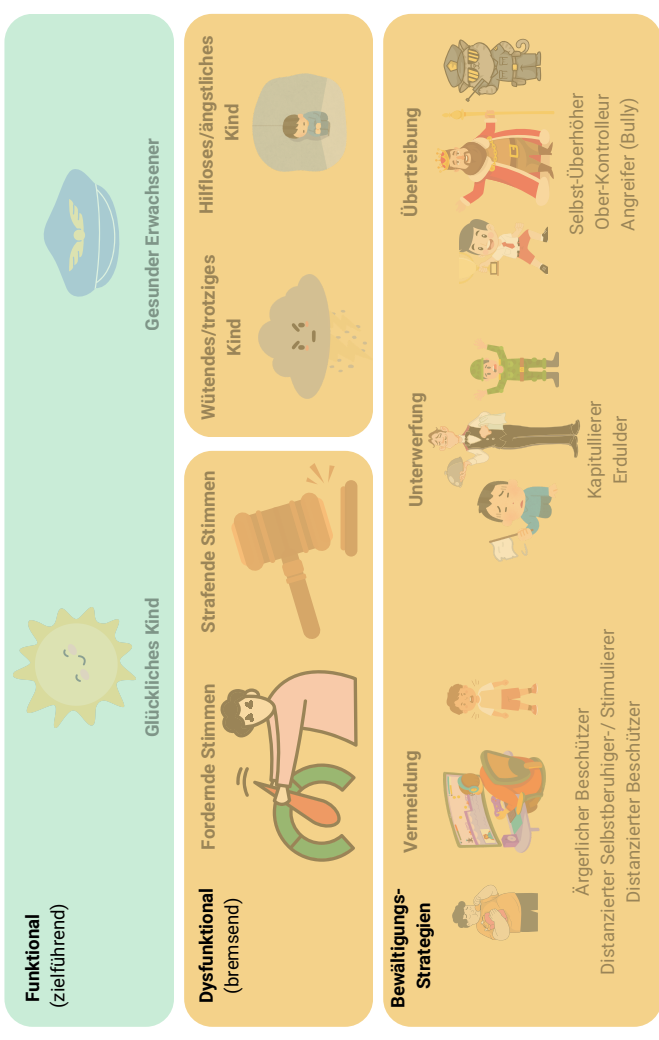 Funktional
(zielführend)
Glückliches Kind
Gesunder Erwachsener
Dysfunktional
(bremsend)
Fordernde Stimmen
Strafende Stimmen
Wütendes/trotziges
Kind
Hilfloses/ängstliches
Kind
Bewältigungs-
Strategien
Vermeidung
Ärgerlicher Beschützer
Distanzierter Selbstberuhiger-/ Stimulierer
Distanzierter Beschützer
Unterwerfung
Kapitullierer
Erdulder
Übertreibung
Selbst-Überhöher
Ober-Kontrolleur
Angreifer (Bully)